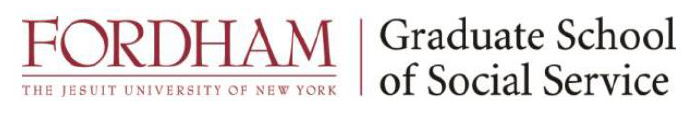 FORDHAM
THE JESUIT UNIVERSITY OF NEW YORK
Graduate School
of Social Service